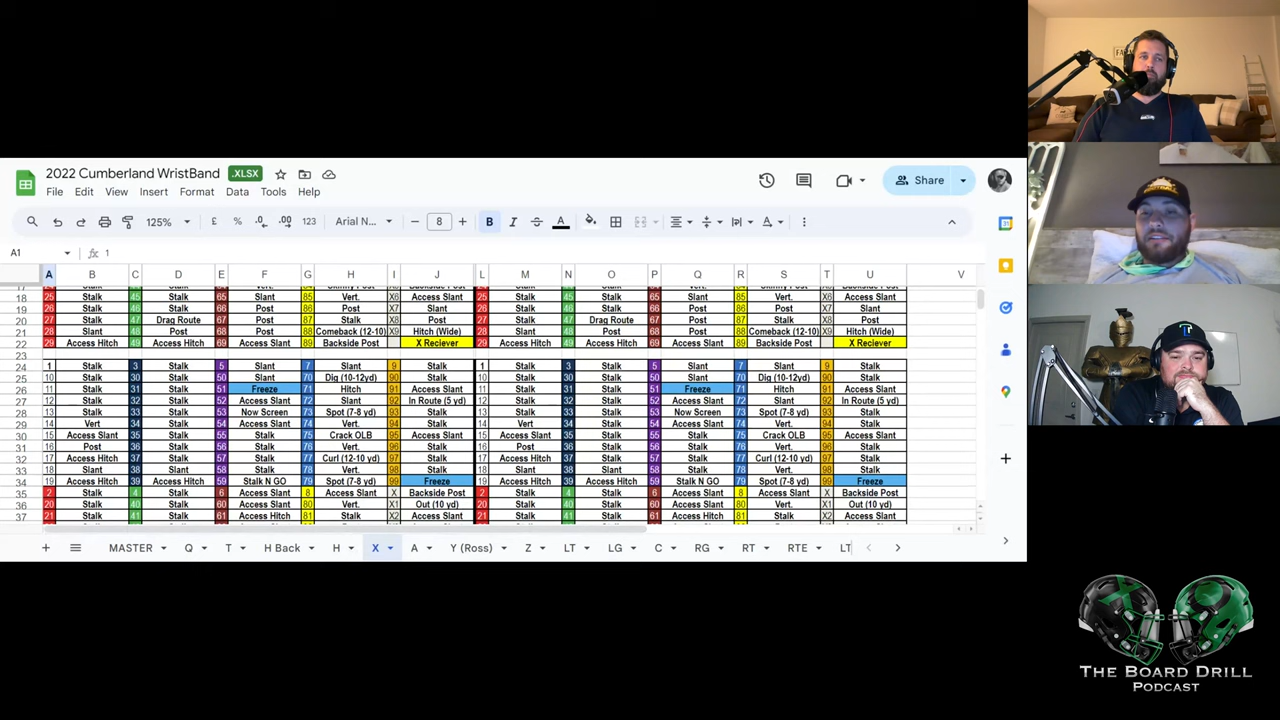 2022 Cumberland WristBand .XLSX
File Edit View Insert Format Data Tools Help
Share
125% £ % .0 .00 123 Arial N... 8 B I A
A1 fx 1
A B C D E F G H I J L M N O P Q R S T U V
19 26 Stalk 46 Stalk 66 Post 86 Vert. X7 Slant 26 Stalk 46 Stalk 66 Post 86 Vert. X7 Slant
20 27 Stalk 47 Drag Route 67 Post 87 Stalk X8 Post 27 Stalk 47 Drag Route 67 Post 87 Stalk X8 Post
21 28 Slant 48 Post 68 Post 88 Comeback (12-10) X9 Hitch (Wide) 28 Slant 48 Post 68 Post 88 Comeback (12-10) X9 Hitch (Wide)
22 29 Access Hitch 49 Access Hitch 69 Access Slant 89 Backside Post X Reciever 29 Access Hitch 49 Access Hitch 69 Access Slant 89 Backside Post X Reciever
23
24 1 Stalk 3 Stalk 5 Slant 7 Slant 9 Stalk 1 Stalk 3 Stalk 5 Slant 7 Slant 9 Stalk
25 10 Stalk 30 Stalk 50 Slant 70 Dig (10-12yd) 90 Stalk 10 Stalk 30 Stalk 50 Slant 70 Dig (10-12yd) 90 Stalk
26 11 Stalk 31 Stalk 51 Freeze 71 Hitch 91 Access Slant 11 Stalk 31 Stalk 51 Freeze 71 Hitch 91 Access Slant
27 12 Stalk 32 Stalk 52 Access Slant 72 Slant 92 In Route (5 yd) 12 Stalk 32 Stalk 52 Access Slant 72 Slant 92 In Route (5 yd)
28 13 Stalk 33 Stalk 53 Now Screen 73 Spot (7-8 yd) 93 Stalk 13 Stalk 33 Stalk 53 Now Screen 73 Spot (7-8 yd) 93 Stalk
29 14 Vert 34 Stalk 54 Access Slant 74 Vert. 94 Stalk 14 Vert 34 Stalk 54 Access Slant 74 Vert. 94 Stalk
30 15 Access Slant 35 Stalk 55 Stalk 75 Crack OLB 95 Access Slant 15 Access Slant 35 Stalk 55 Stalk 75 Crack OLB 95 Access Slant
31 16 Post 36 Stalk 56 Stalk 76 Vert. 96 Stalk 16 Post 36 Stalk 56 Stalk 76 Vert. 96 Stalk
32 17 Access Hitch 37 Stalk 57 Stalk 77 Curl (12-10 yd) 97 Stalk 17 Access Hitch 37 Stalk 57 Stalk 77 Curl (12-10 yd) 97 Stalk
33 18 Slant 38 Slant 58 Stalk 78 Vert. 98 Stalk 18 Slant 38 Slant 58 Stalk 78 Vert. 98 Stalk
34 19 Access Hitch 39 Access Hitch 59 Stalk N GO 79 Spot (7-8 yd) 99 Freeze 19 Access Hitch 39 Access Hitch 59 Stalk N GO 79 Spot (7-8 yd) 99 Freeze
35 2 Stalk 4 Stalk 6 Access Slant 8 Access Slant X Backside Post 2 Stalk 4 Stalk 6 Access Slant 8 Access Slant X Backside Post
36 20 Stalk 40 Stalk 60 Access Slant 80 Vert. X1 Out (10 yd) 20 Stalk 40 Stalk 60 Access Slant 80 Vert. X1 Out (10 yd)
37 21 Stalk 41 Stalk 61 Access Hitch 81 Stalk X2 Access Slant 21 Stalk 41 Stalk 61 Access Hitch 81 Stalk X2 Access Slant
MASTER Q T H Back H X A Y (Ross) Z LT LG C RG RT RTE LT
THE BOARD DRILL
PODCAST